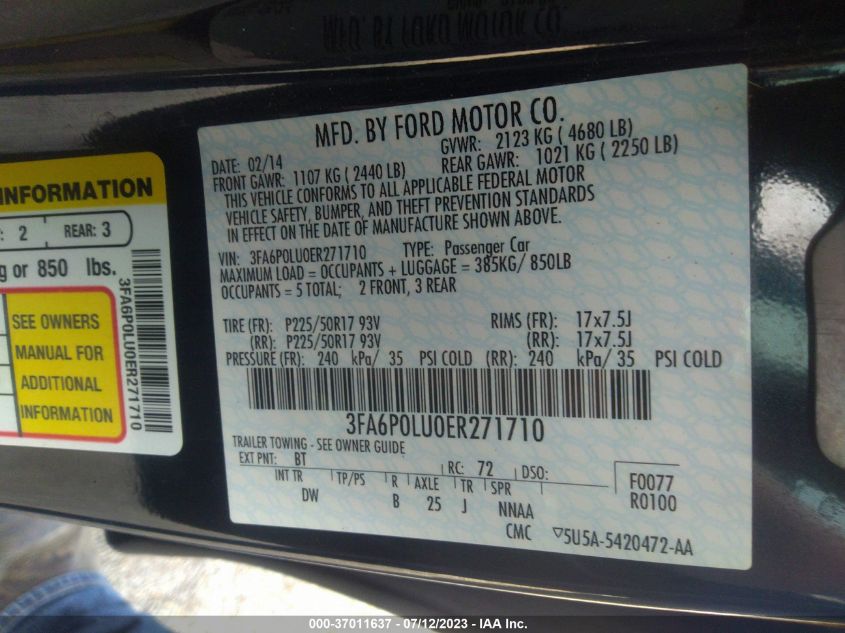 MFD. BY FORD MOTOR CO.
DATE: 02/14 GVWR: 2123 KG ( 4680 LB)
FRONT GAWR: 1107 KG ( 2440 LB) REAR GAWR: 1021 KG ( 2250 LB)
THIS VEHICLE CONFORMS TO ALL APPLICABLE FEDERAL MOTOR
VEHICLE SAFETY, BUMPER, AND THEFT PREVENTION STANDARDS
IN EFFECT ON THE DATE OF MANUFACTURE SHOWN ABOVE.
VIN: 3FA6P0LU0ER271710 TYPE: Passenger Car
MAXIMUM LOAD = OCCUPANTS + LUGGAGE = 385KG/ 850LB
OCCUPANTS = 5 TOTAL; 2 FRONT, 3 REAR
TIRE (FR): P225/50R17 93V RIMS (FR): 17x7.5J
(RR): P225/50R17 93V (RR): 17x7.5J
PRESSURE (FR): 240 kPa/ 35 PSI COLD (RR): 240 kPa/ 35 PSI COLD
3FA6P0LU0ER271710
TRAILER TOWING - SEE OWNER GUIDE
EXT PNT: BT RC: 72 DSO:
INT TR TP/PS R AXLE TR SPR
DW B 25 J NNAA
CMC
F0077
R0100
▽5U5A-5420472-AA
INFORMATION
: 2 REAR: 3
g or 850 lbs.
SEE OWNERS
MANUAL FOR
ADDITIONAL
INFORMATION
3FA6P0LU0ER271710
000-37011637 - 07/12/2023 - IAA Inc.